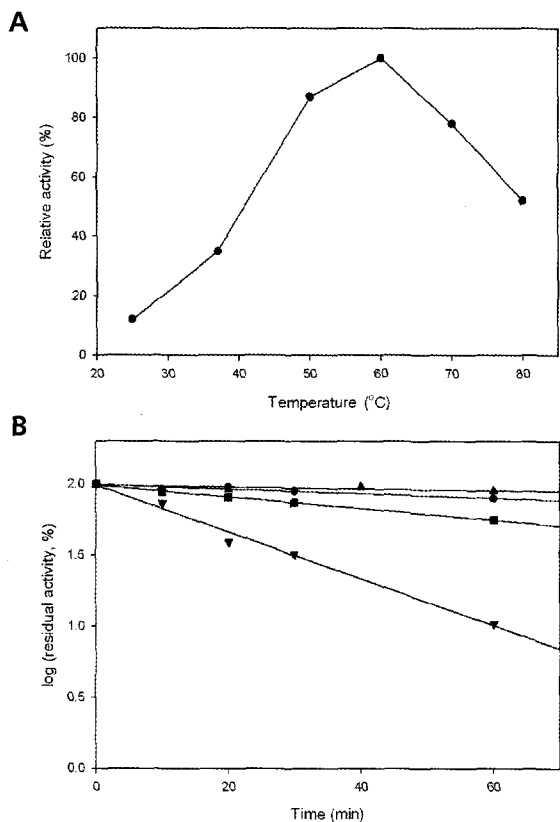 A
100
80
60
40
20
0
Relative activity (%)
20 30 40 50 60 70 80
Temperature (°C)
B
2.0
1.5
1.0
0.5
0.0
log (residual activity, %)
0 20 40 60
Time (min)